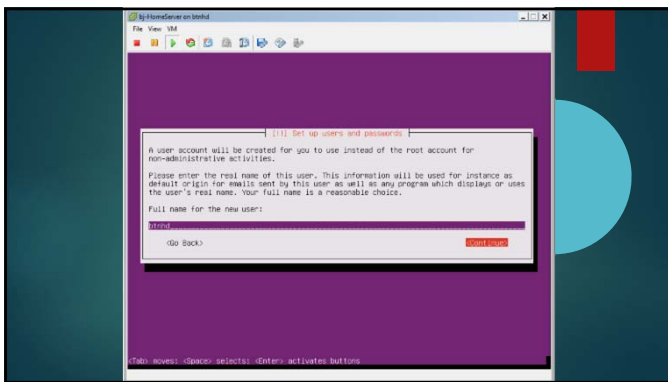 bj-HomeServer on btnhd
File View VM
[!!] Set up users and passwords
A user account will be created for you to use instead of the root account for
non-administrative activities.
Please enter the real name of this user. This information will be used for instance as
default origin for emails sent by this user as well as any program which displays or uses
the user's real name. Your full name is a reasonable choice.
Full name for the new user:
btnhd
<Go Back> <Continue>
<Tab> moves; <Space> selects; <Enter> activates buttons